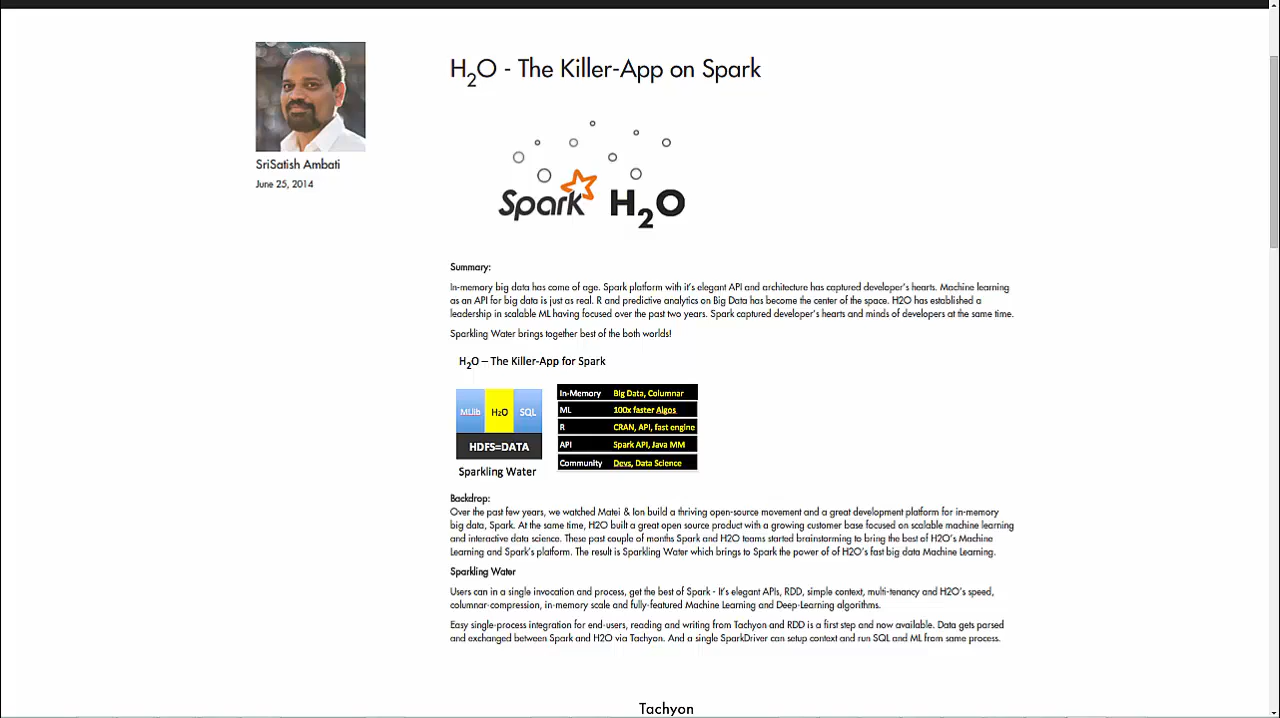 H2O - The Killer-App on Spark
SriSatish Ambati
June 25, 2014
Spark H2O
Summary:
In-memory big data has come of age. Spark platform with it's elegant API and architecture has captured developer's hearts. Machine learning
as an API for big data is just as real. R and predictive analytics on Big Data has become the center of the space. H2O has established a
leadership in scalable ML having focused over the past two years. Spark captured developer's hearts and minds of developers at the same time.
Sparkling Water brings together best of the both worlds!
H2O – The Killer-App for Spark
MLlib H2O SQL
HDFS=DATA
Sparkling Water
In-Memory Big Data, Columnar
ML 100x faster Algos
R CRAN, API, fast engine
API Spark API, Java MM
Community Devs, Data Science
Backdrop:
Over the past few years, we watched Matei & Ion build a thriving open-source movement and a great development platform for in-memory
big data, Spark. At the same time, H2O built a great open source product with a growing customer base focused on scalable machine learning
and interactive data science. These past couple of months Spark and H2O teams started brainstorming to bring the best of H2O's Machine
Learning and Spark's platform. The result is Sparkling Water which brings to Spark the power of of H2O's fast big data Machine Learning.
Sparkling Water
Users can in a single invocation and process, get the best of Spark - It's elegant APIs, RDD, simple context, multi-tenancy and H2O's speed,
columnar-compression, in-memory scale and fully-featured Machine Learning and Deep-Learning algorithms.
Easy single-process integration for end-users, reading and writing from Tachyon and RDD is a first step and now available. Data gets parsed
and exchanged between Spark and H2O via Tachyon. And a single SparkDriver can setup context and run SQL and ML from same process.
Tachyon